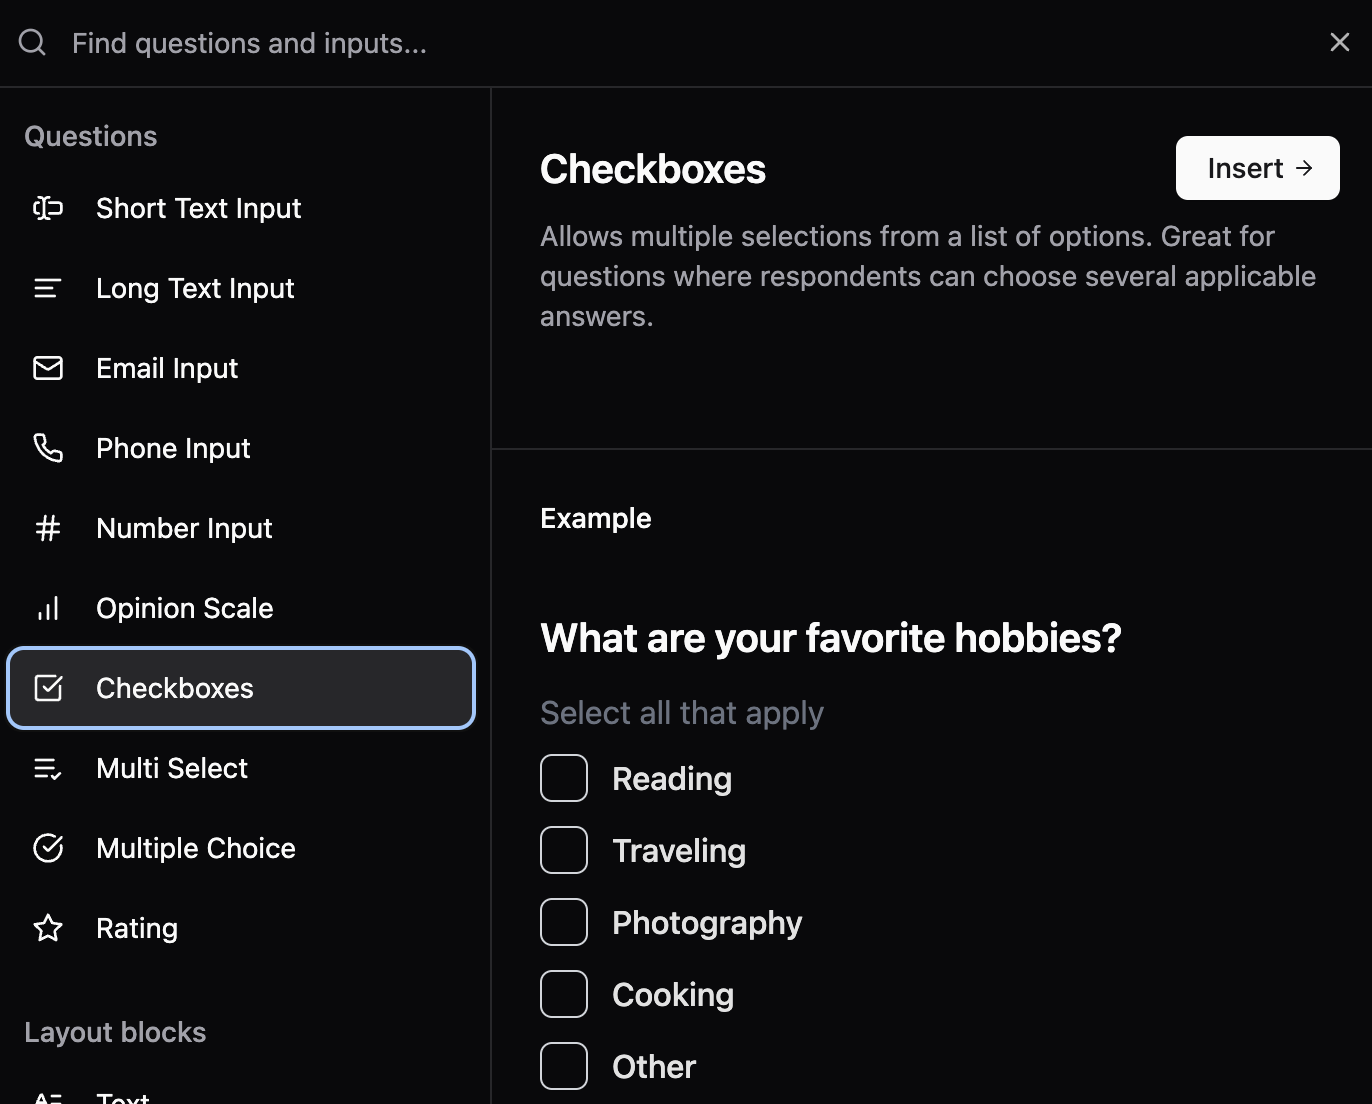 Find questions and inputs...
Questions
Short Text Input
Long Text Input
Email Input
Phone Input
Number Input
Opinion Scale
Checkboxes
Multi Select
Multiple Choice
Rating
Layout blocks
Text
Checkboxes
Insert →
Allows multiple selections from a list of options. Great for
questions where respondents can choose several applicable
answers.
Example
What are your favorite hobbies?
Select all that apply
Reading
Traveling
Photography
Cooking
Other